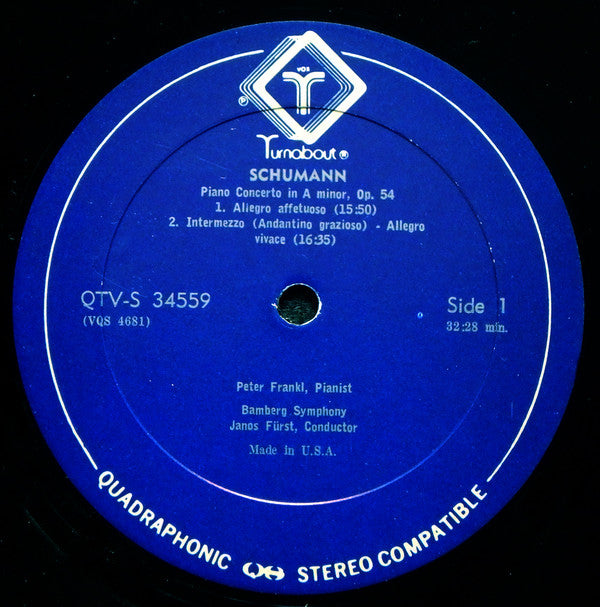 VOX
T
℗
Turnabout ®
SCHUMANN
Piano Concerto in A minor, Op. 54
1. Allegro affetuoso (15:50)
2. Intermezzo (Andantino grazioso) - Allegro
vivace (16:35)
QTV-S 34559
(VQS 4681)
Side 1
32:28 min.
Peter Frankl, Pianist
Bamberg Symphony
Janos Fürst, Conductor
Made in U.S.A.
QUADRAPHONIC QS STEREO COMPATIBLE